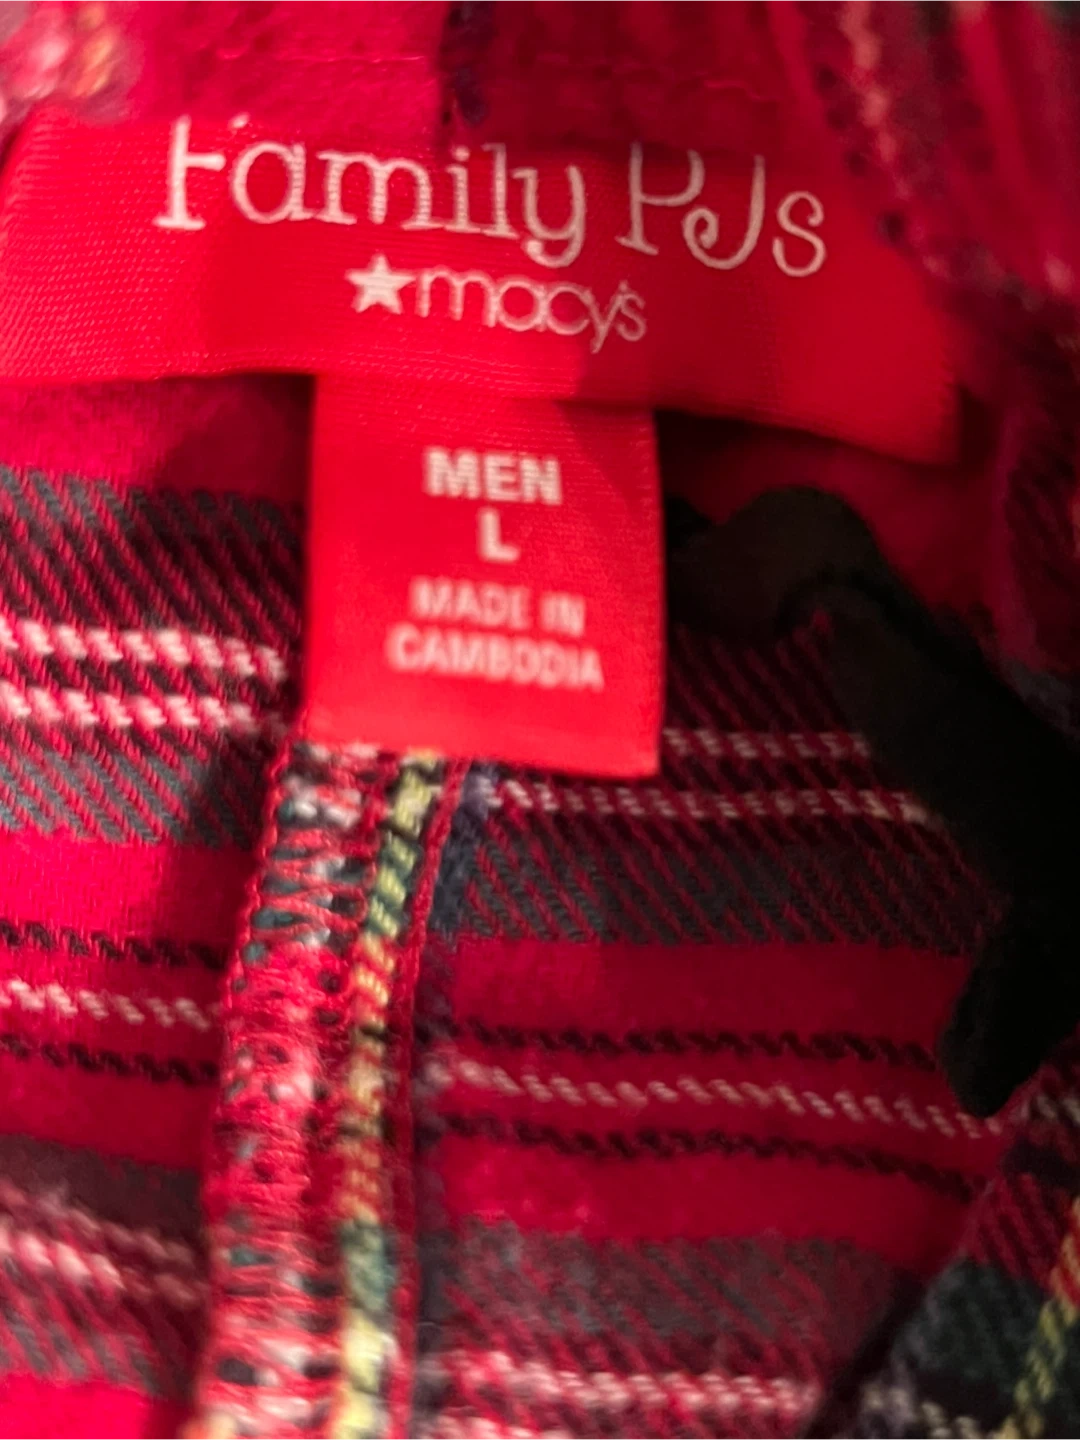 Family PJs
★macy's
MEN
L
MADE IN
CAMBODIA